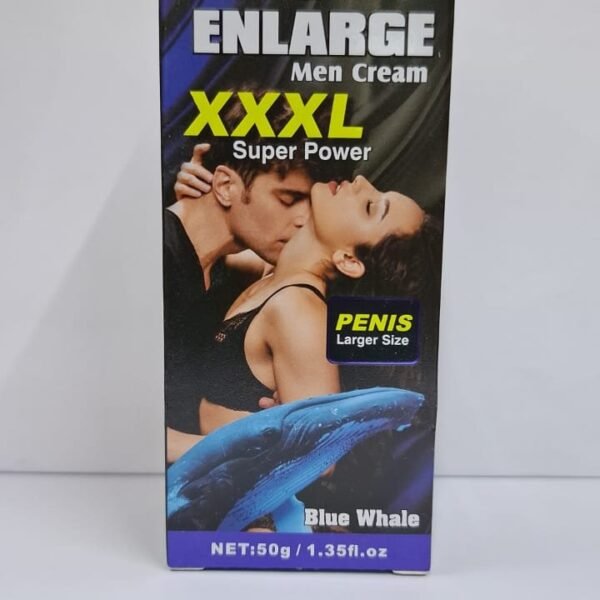 ENLARGE
Men Cream
XXXL
Super Power
PENIS
Larger Size
Blue Whale
NET:50g / 1.35fl.oz